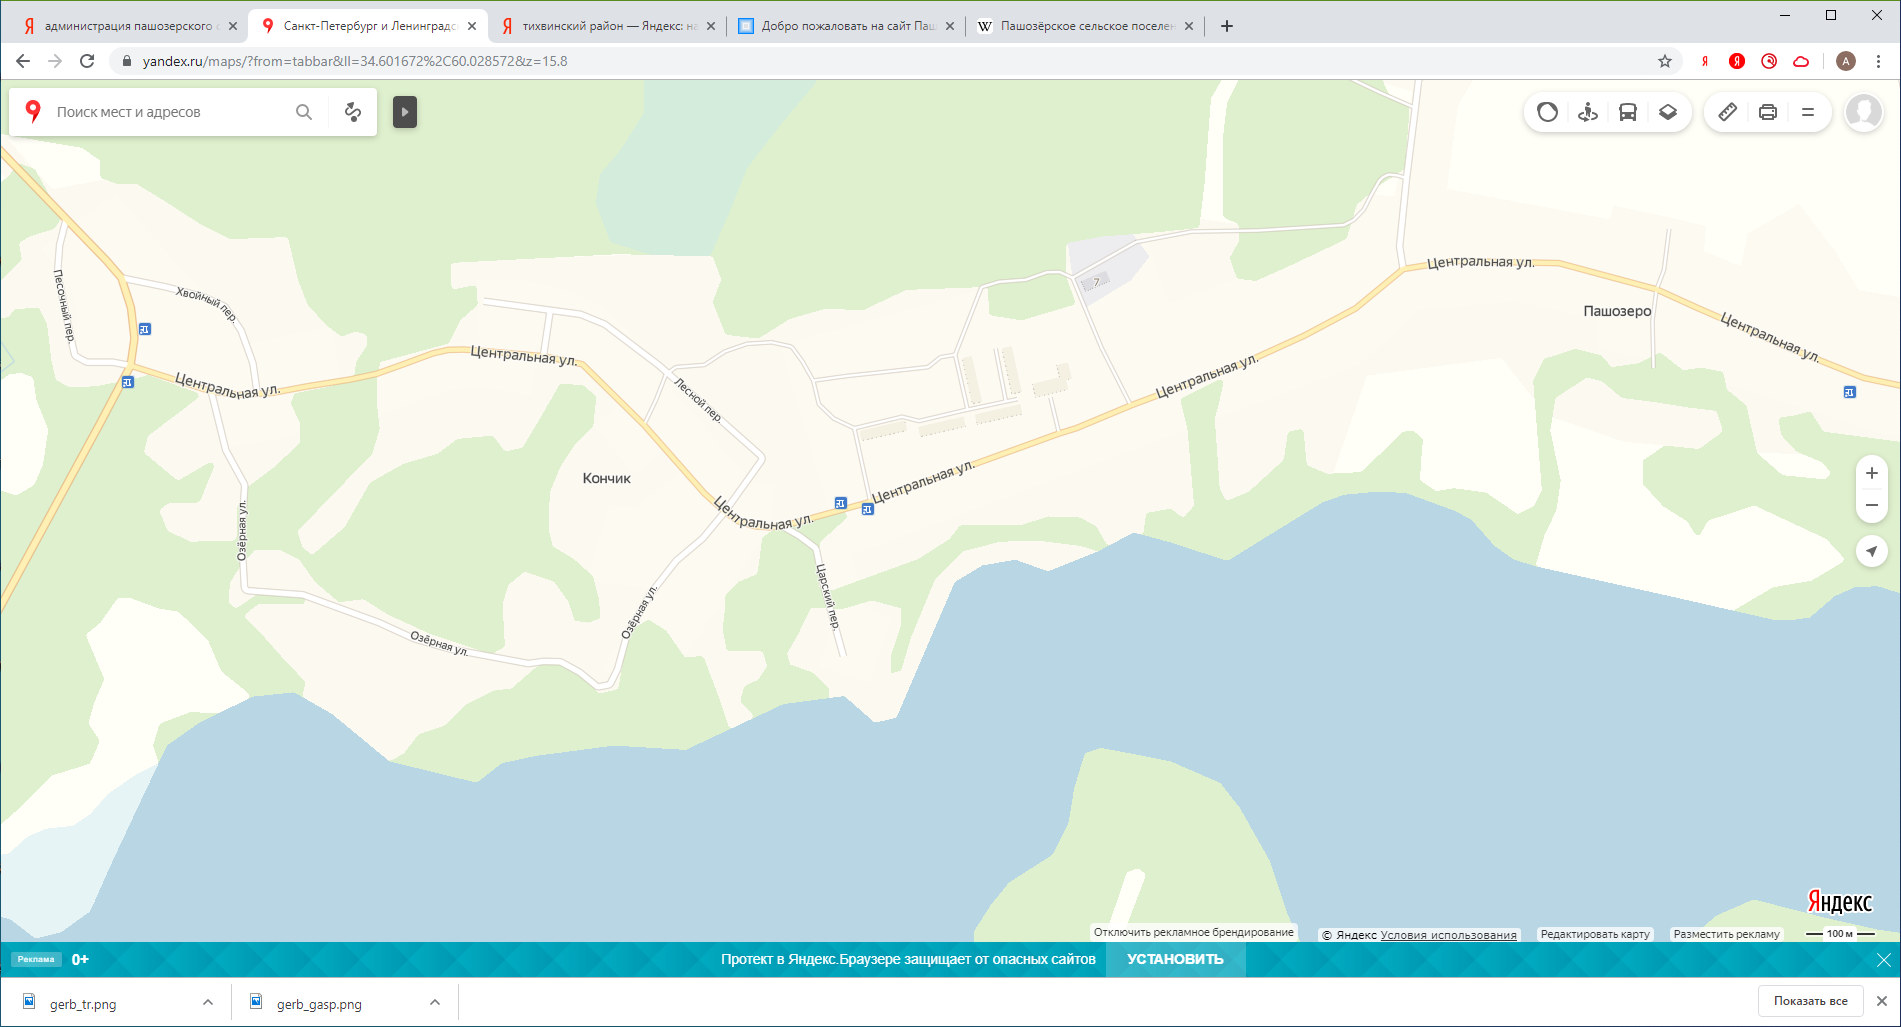 администрация пашозерского с
Санкт-Петербург и Ленинградс
тихвинский район — Яндекс: на
Добро пожаловать на сайт Паш
Пашозёрское сельское поселен
yandex.ru/maps/?from=tabbar&ll=34.601672%2C60.028572&z=15.8
А
Поиск мест и адресов
Песочный пер.
Хвойный пер.
Центральная ул.
Центральная ул.
Лесной пер.
7
Центральная ул.
Пашозеро
Центральная ул.
Центральная ул.
Кончик
Центральная ул.
Центральная ул.
Озёрная ул.
Царский пер.
Озёрная ул.
Озёрная ул.
Яндекс
Отключить рекламное брендирование
© Яндекс Условия использования
Редактировать карту
Разместить рекламу
100 м
Реклама
0+
Протект в Яндекс.Браузере защищает от опасных сайтов
УСТАНОВИТЬ
gerb_tr.png
gerb_gasp.png
Показать все